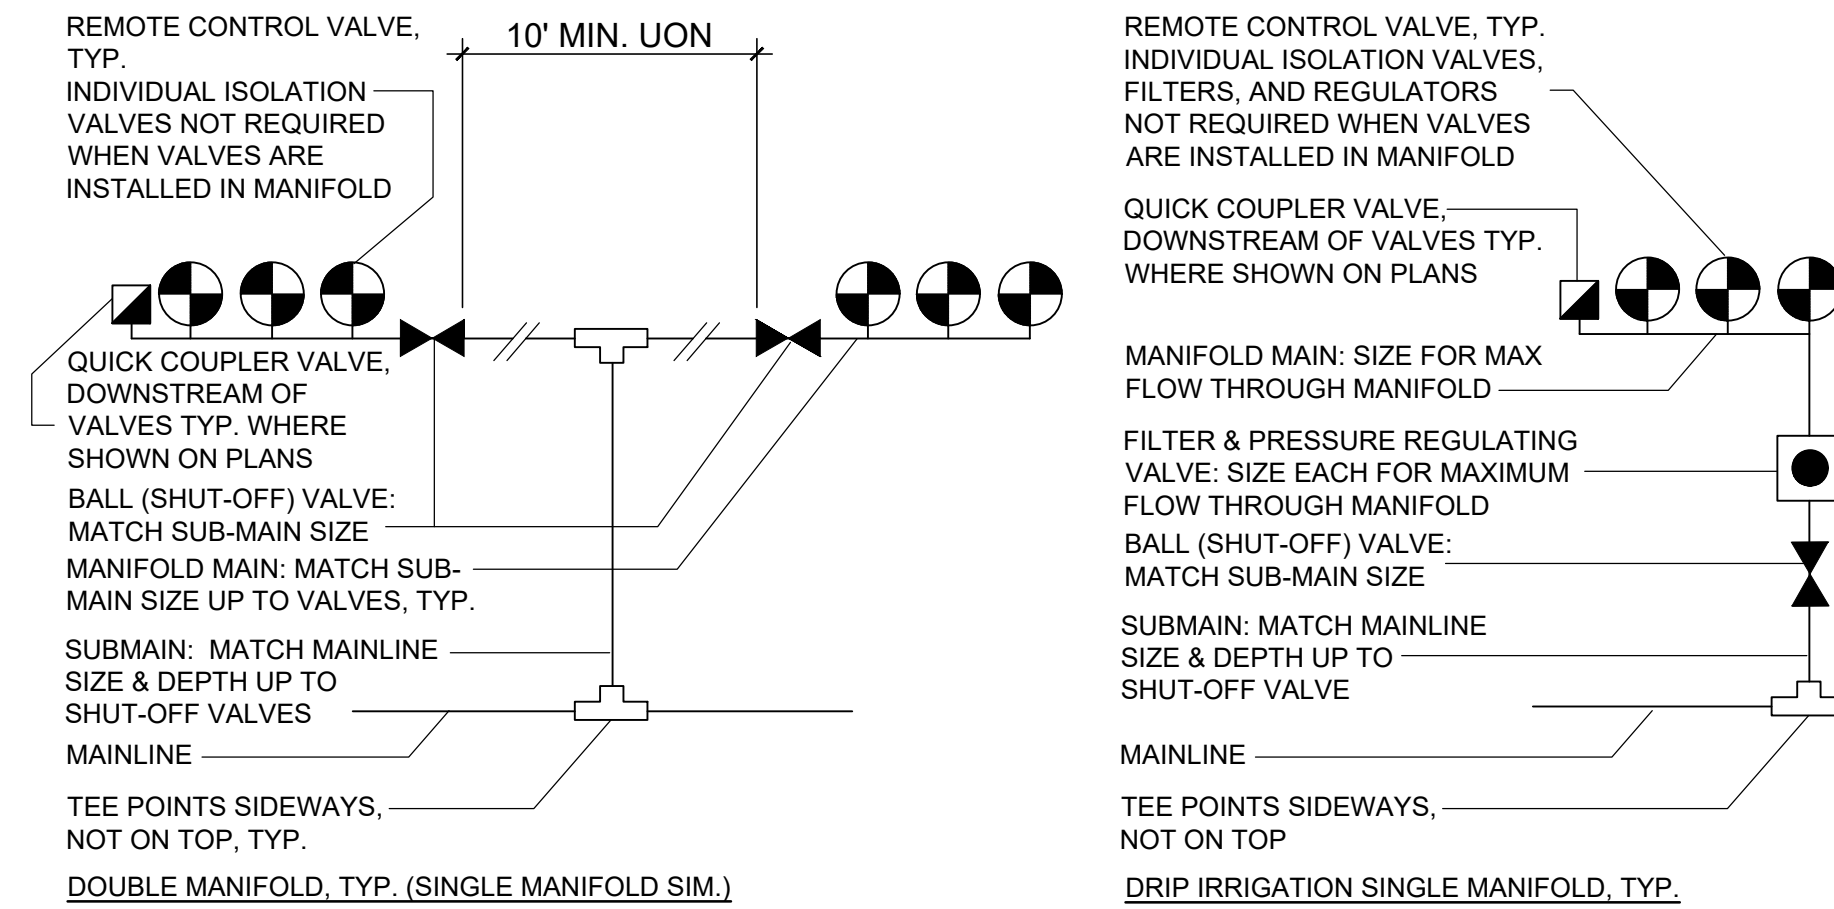 REMOTE CONTROL VALVE,
TYP.
INDIVIDUAL ISOLATION
VALVES NOT REQUIRED
WHEN VALVES ARE
INSTALLED IN MANIFOLD
10' MIN. UON
QUICK COUPLER VALVE,
DOWNSTREAM OF
VALVES TYP. WHERE
SHOWN ON PLANS
BALL (SHUT-OFF) VALVE:
MATCH SUB-MAIN SIZE
MANIFOLD MAIN: MATCH SUB-
MAIN SIZE UP TO VALVES, TYP.
SUBMAIN: MATCH MAINLINE
SIZE & DEPTH UP TO
SHUT-OFF VALVES
MAINLINE
TEE POINTS SIDEWAYS,
NOT ON TOP, TYP.
DOUBLE MANIFOLD, TYP. (SINGLE MANIFOLD SIM.)
REMOTE CONTROL VALVE, TYP.
INDIVIDUAL ISOLATION VALVES,
FILTERS, AND REGULATORS
NOT REQUIRED WHEN VALVES
ARE INSTALLED IN MANIFOLD
QUICK COUPLER VALVE,
DOWNSTREAM OF VALVES TYP.
WHERE SHOWN ON PLANS
MANIFOLD MAIN: SIZE FOR MAX
FLOW THROUGH MANIFOLD
FILTER & PRESSURE REGULATING
VALVE: SIZE EACH FOR MAXIMUM
FLOW THROUGH MANIFOLD
BALL (SHUT-OFF) VALVE:
MATCH SUB-MAIN SIZE
SUBMAIN: MATCH MAINLINE
SIZE & DEPTH UP TO
SHUT-OFF VALVE
MAINLINE
TEE POINTS SIDEWAYS,
NOT ON TOP
DRIP IRRIGATION SINGLE MANIFOLD, TYP.